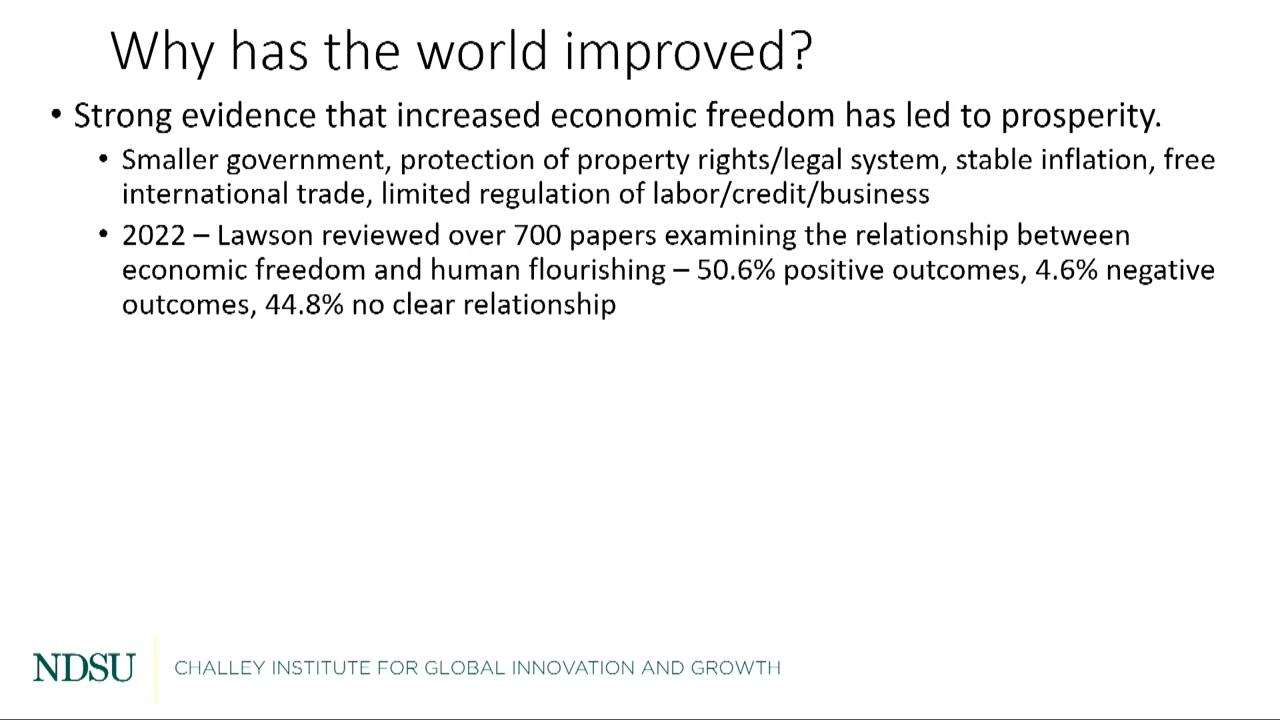 Why has the world improved?
• Strong evidence that increased economic freedom has led to prosperity.
• Smaller government, protection of property rights/legal system, stable inflation, free
international trade, limited regulation of labor/credit/business
• 2022 – Lawson reviewed over 700 papers examining the relationship between
economic freedom and human flourishing – 50.6% positive outcomes, 4.6% negative
outcomes, 44.8% no clear relationship
NDSU CHALLEY INSTITUTE FOR GLOBAL INNOVATION AND GROWTH